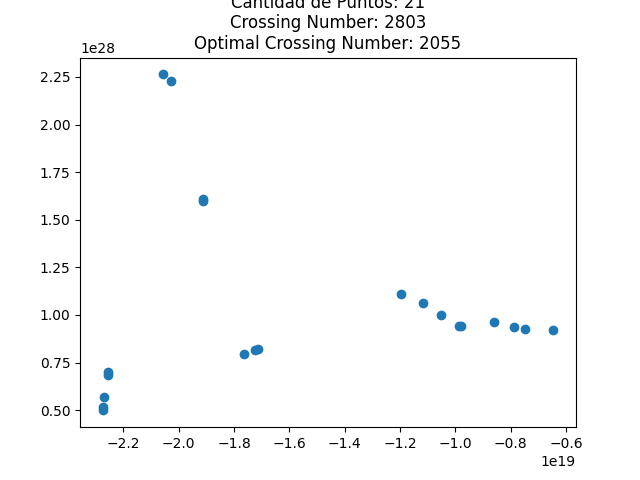 Cantidad de Puntos: 21
Crossing Number: 2803
Optimal Crossing Number: 2055
1e28
2.25
2.00
1.75
1.50
1.25
1.00
0.75
0.50
−2.2 −2.0 −1.8 −1.6 −1.4 −1.2 −1.0 −0.8 −0.6
1e19